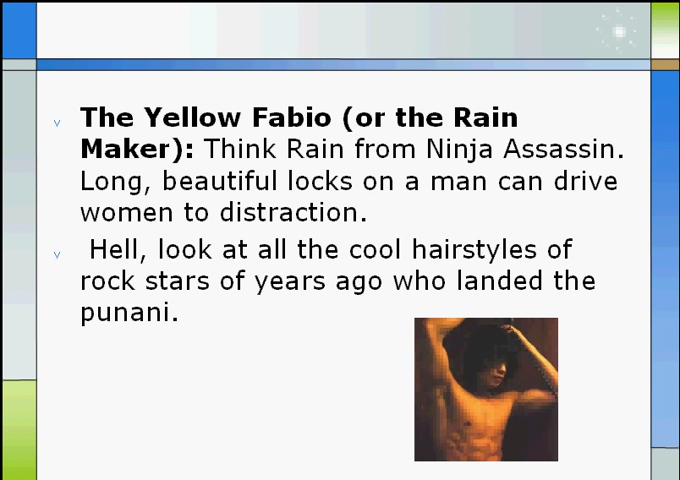 The Yellow Fabio (or the Rain
Maker): Think Rain from Ninja Assassin.
Long, beautiful locks on a man can drive
women to distraction.
Hell, look at all the cool hairstyles of
rock stars of years ago who landed the
punani.